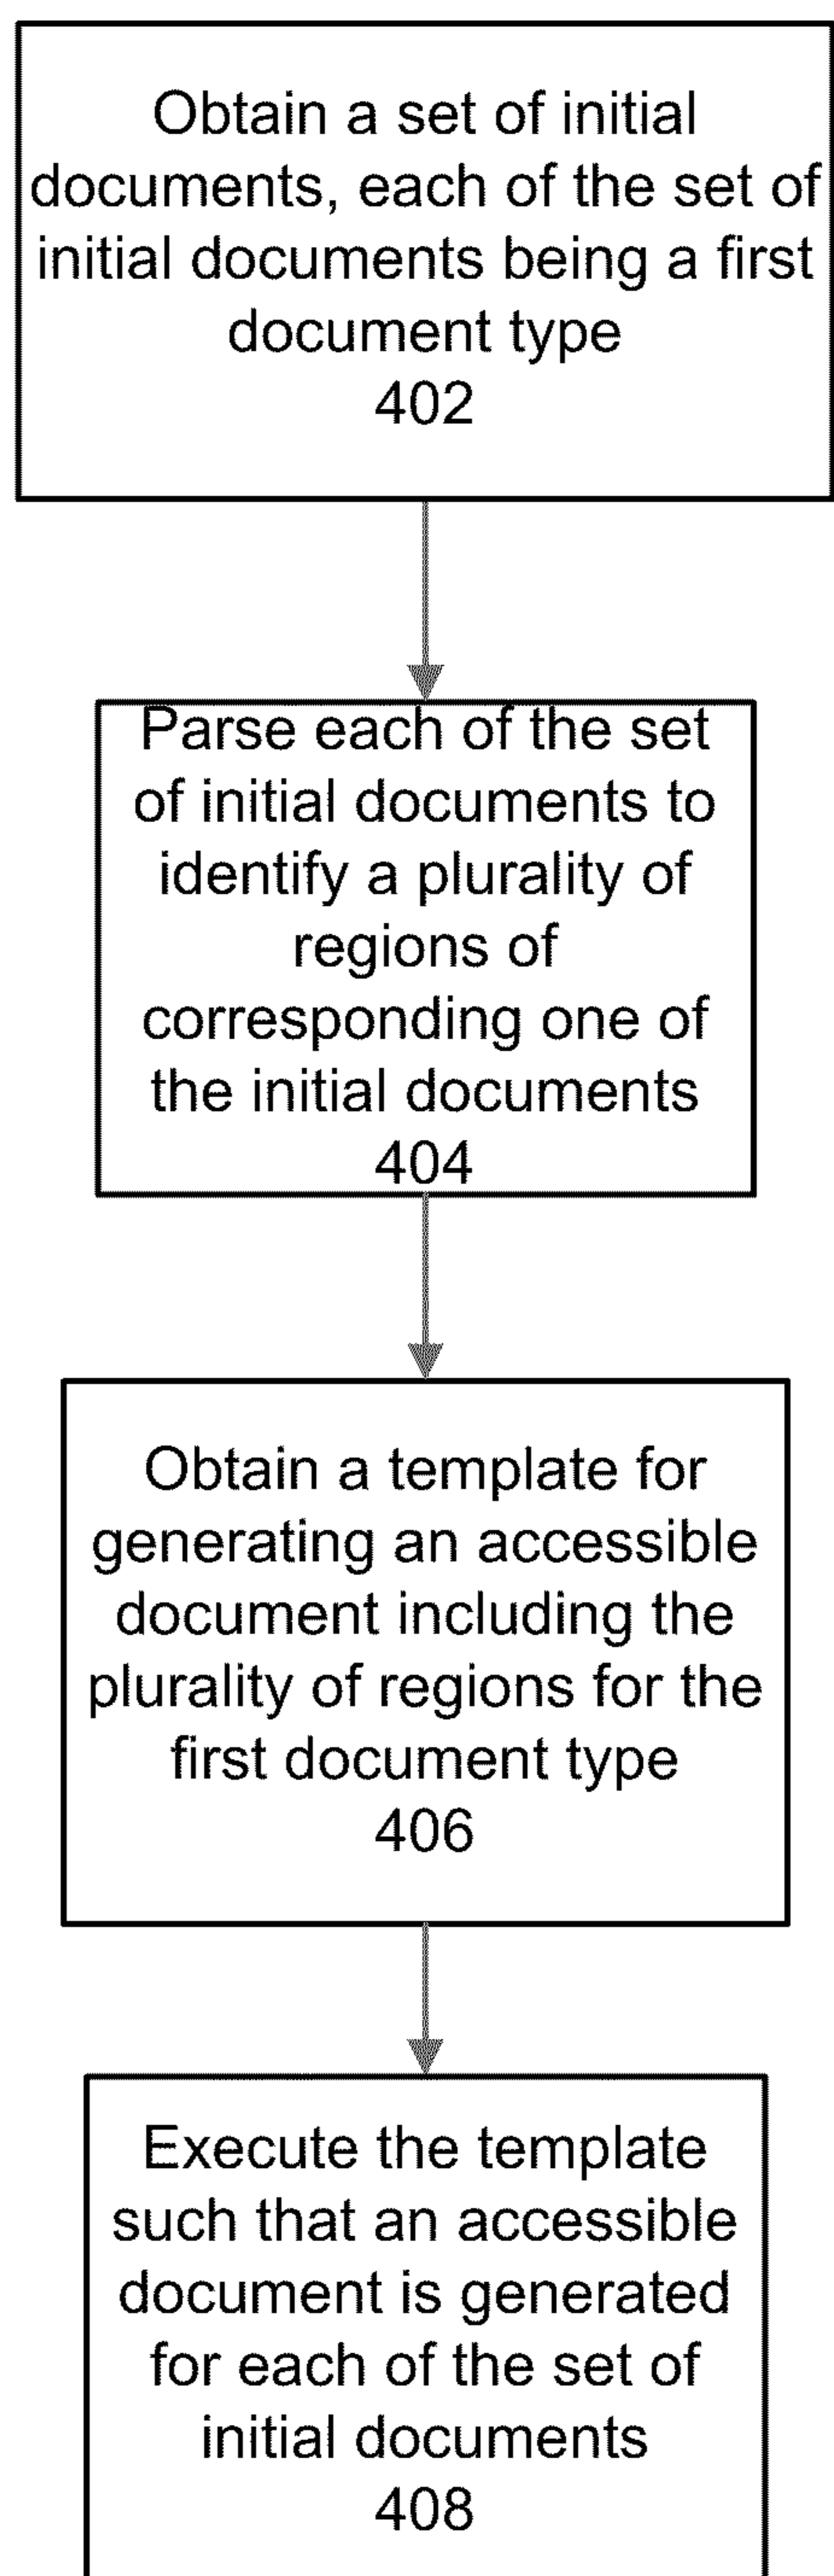 Obtain a set of initial
documents, each of the set of
initial documents being a first
document type
402
Parse each of the set
of initial documents to
identify a plurality of
regions of
corresponding one of
the initial documents
404
Obtain a template for
generating an accessible
document including the
plurality of regions for the
first document type
406
Execute the template
such that an accessible
document is generated
for each of the set of
initial documents
408